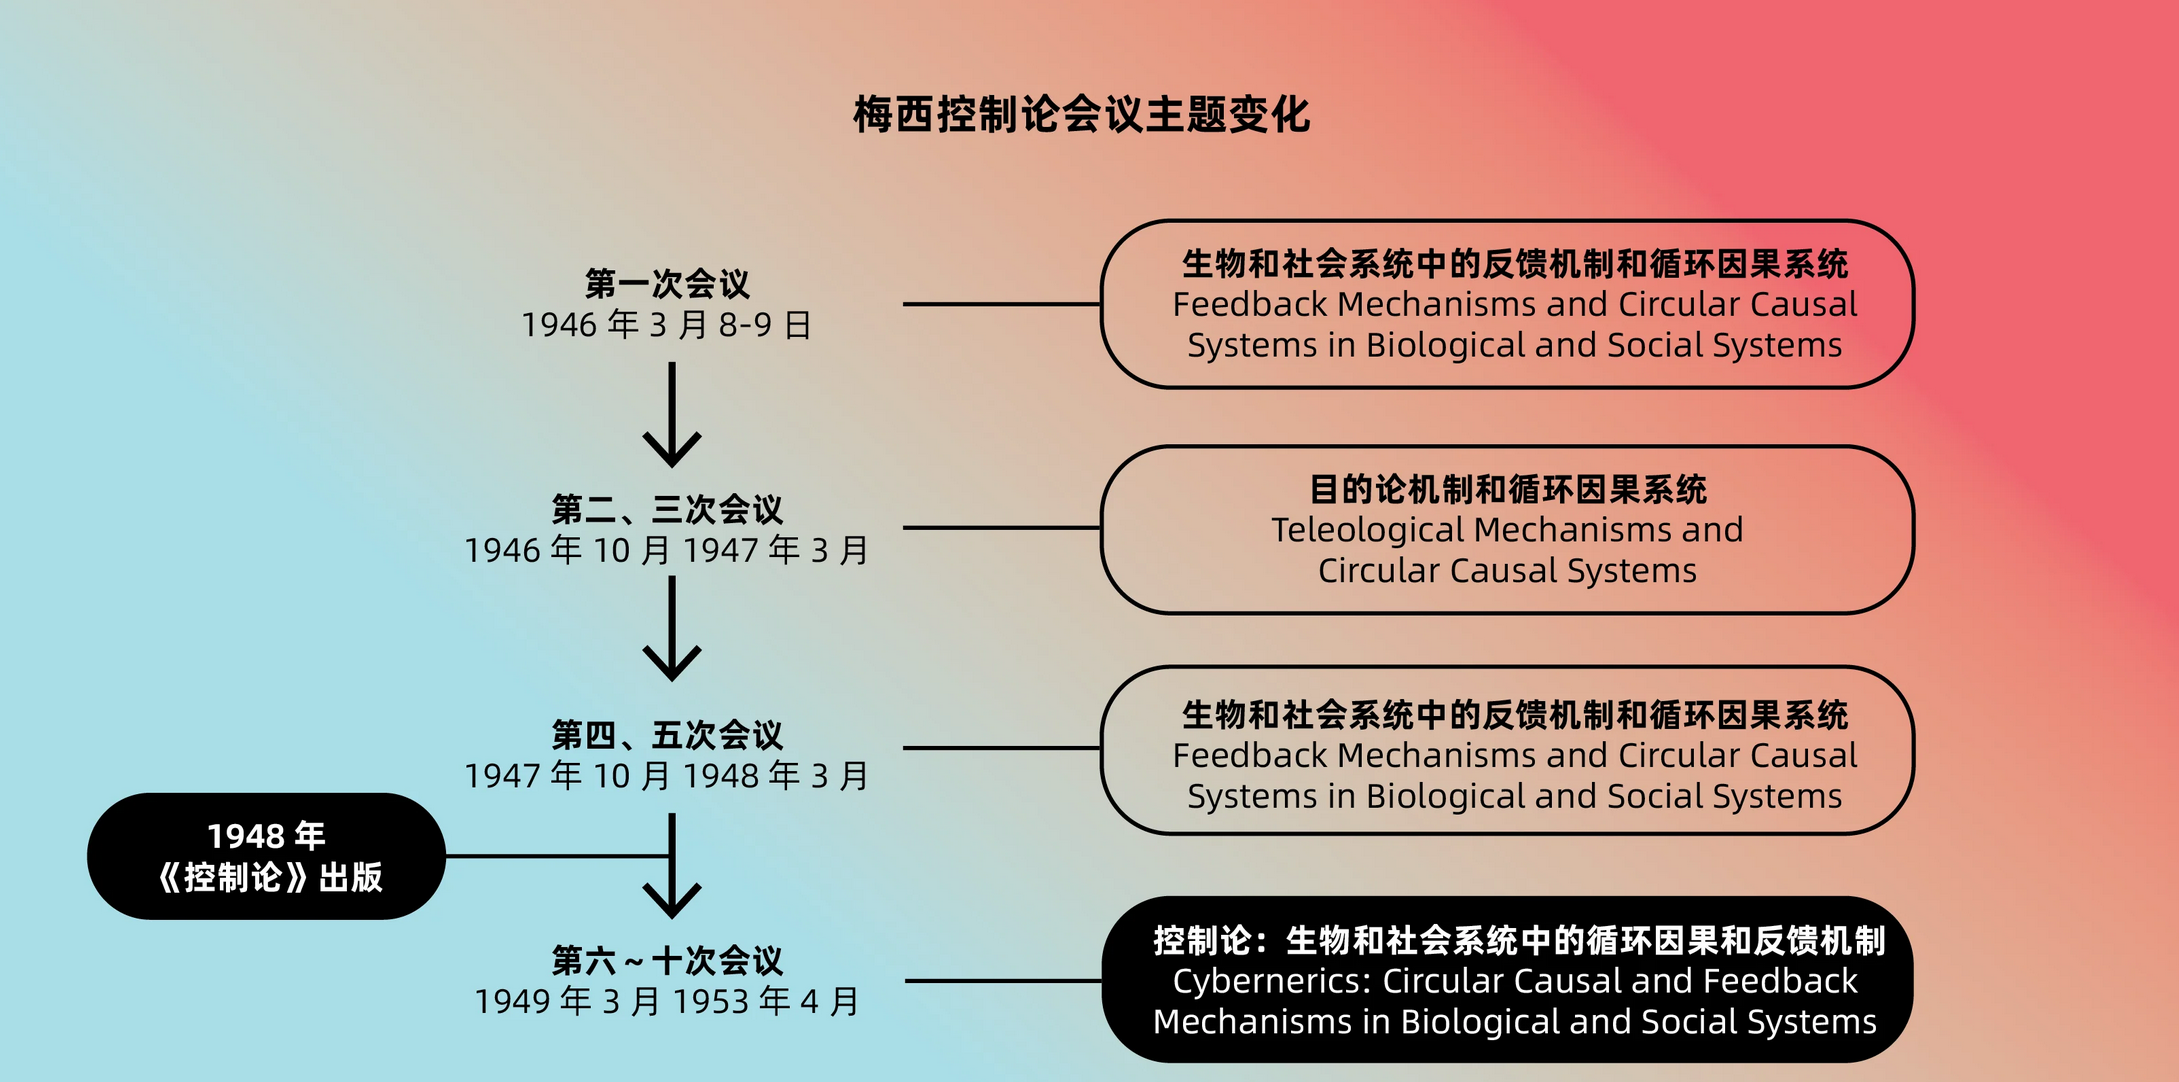 梅西控制论会议主题变化
第一次会议
1946 年 3 月 8-9 日
生物和社会系统中的反馈机制和循环因果系统
Feedback Mechanisms and Circular Causal
Systems in Biological and Social Systems
第二、三次会议
1946 年 10 月 1947 年 3 月
目的论机制和循环因果系统
Teleological Mechanisms and
Circular Causal Systems
第四、五次会议
1947 年 10 月 1948 年 3 月
生物和社会系统中的反馈机制和循环因果系统
Feedback Mechanisms and Circular Causal
Systems in Biological and Social Systems
1948 年
《控制论》出版
第六~十次会议
1949 年 3 月 1953 年 4 月
控制论：生物和社会系统中的循环因果和反馈机制
Cybernerics: Circular Causal and Feedback
Mechanisms in Biological and Social Systems